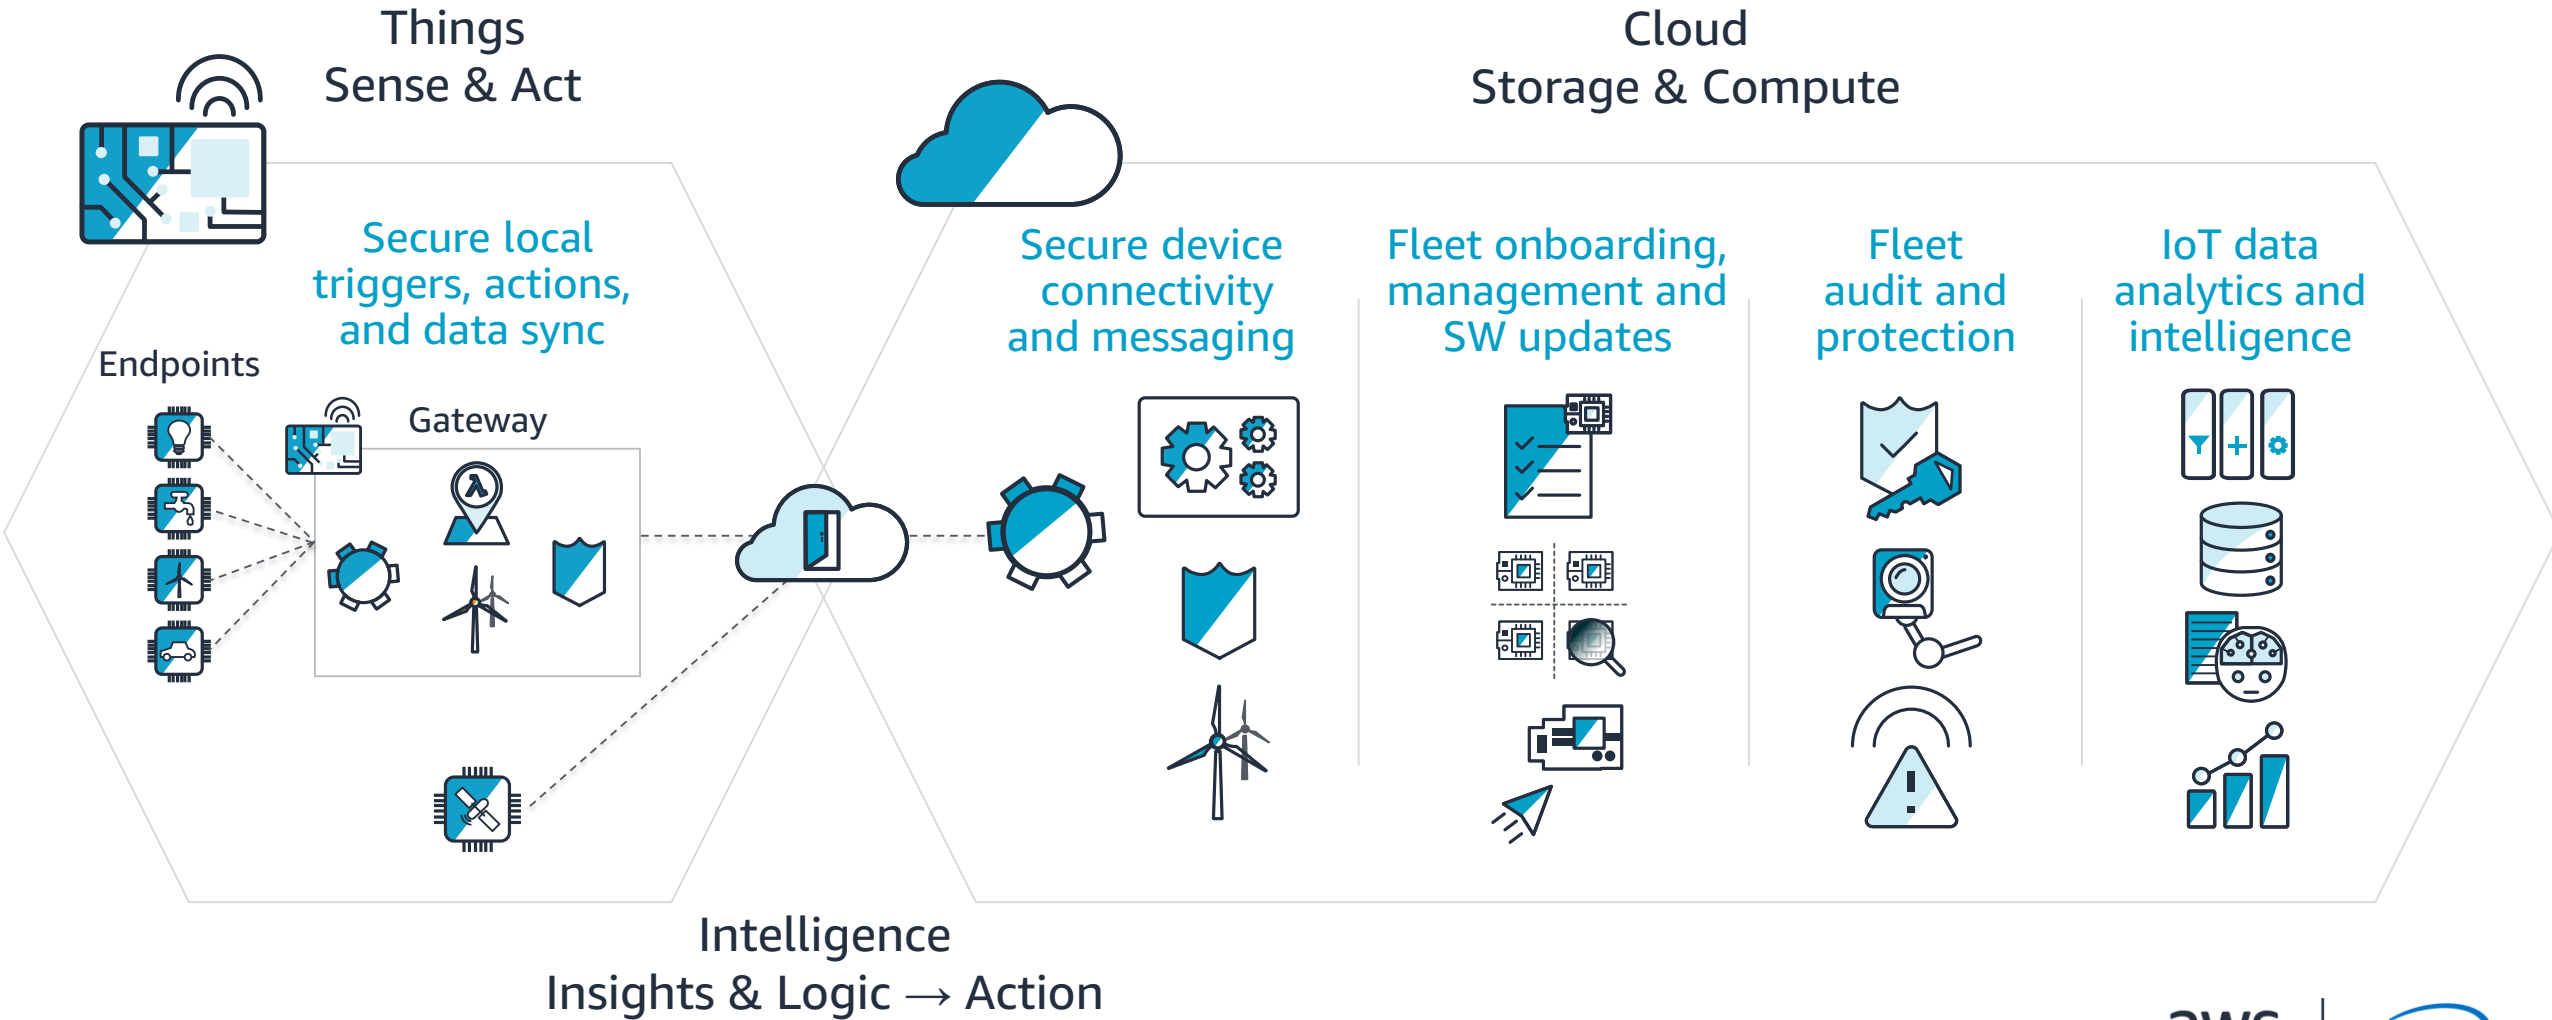 Things
Sense & Act
Cloud
Storage & Compute
Secure local
triggers, actions,
and data sync
Endpoints
Gateway
λ
Secure device
connectivity
and messaging
Fleet onboarding,
management and
SW updates
Fleet
audit and
protection
IoT data
analytics and
intelligence
Intelligence
Insights & Logic → Action
aws